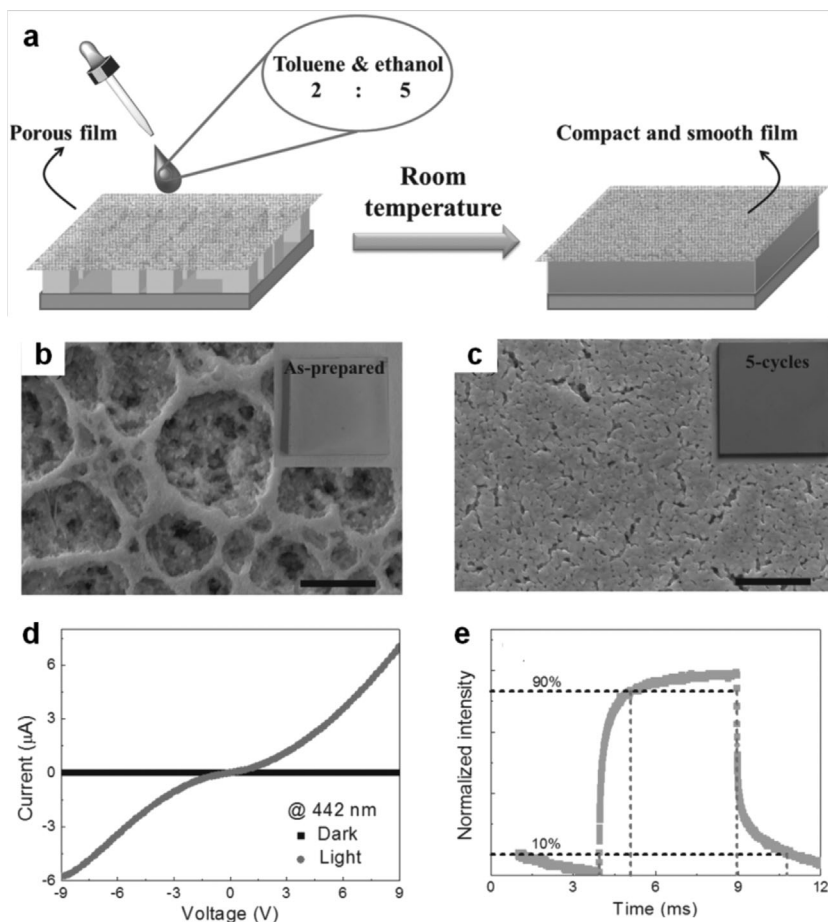 a
Toluene & ethanol
2 : 5
Porous film
Compact and smooth film
Room
temperature
b
As-prepared
c
5-cycles
d
6
3
0
-3
-6
Current (μA)
@ 442 nm
Dark
Light
-9 -6 -3 0 3 6 9
Voltage (V)
e
90%
10%
Normalized intensity
0 3 6 9 12
Time (ms)